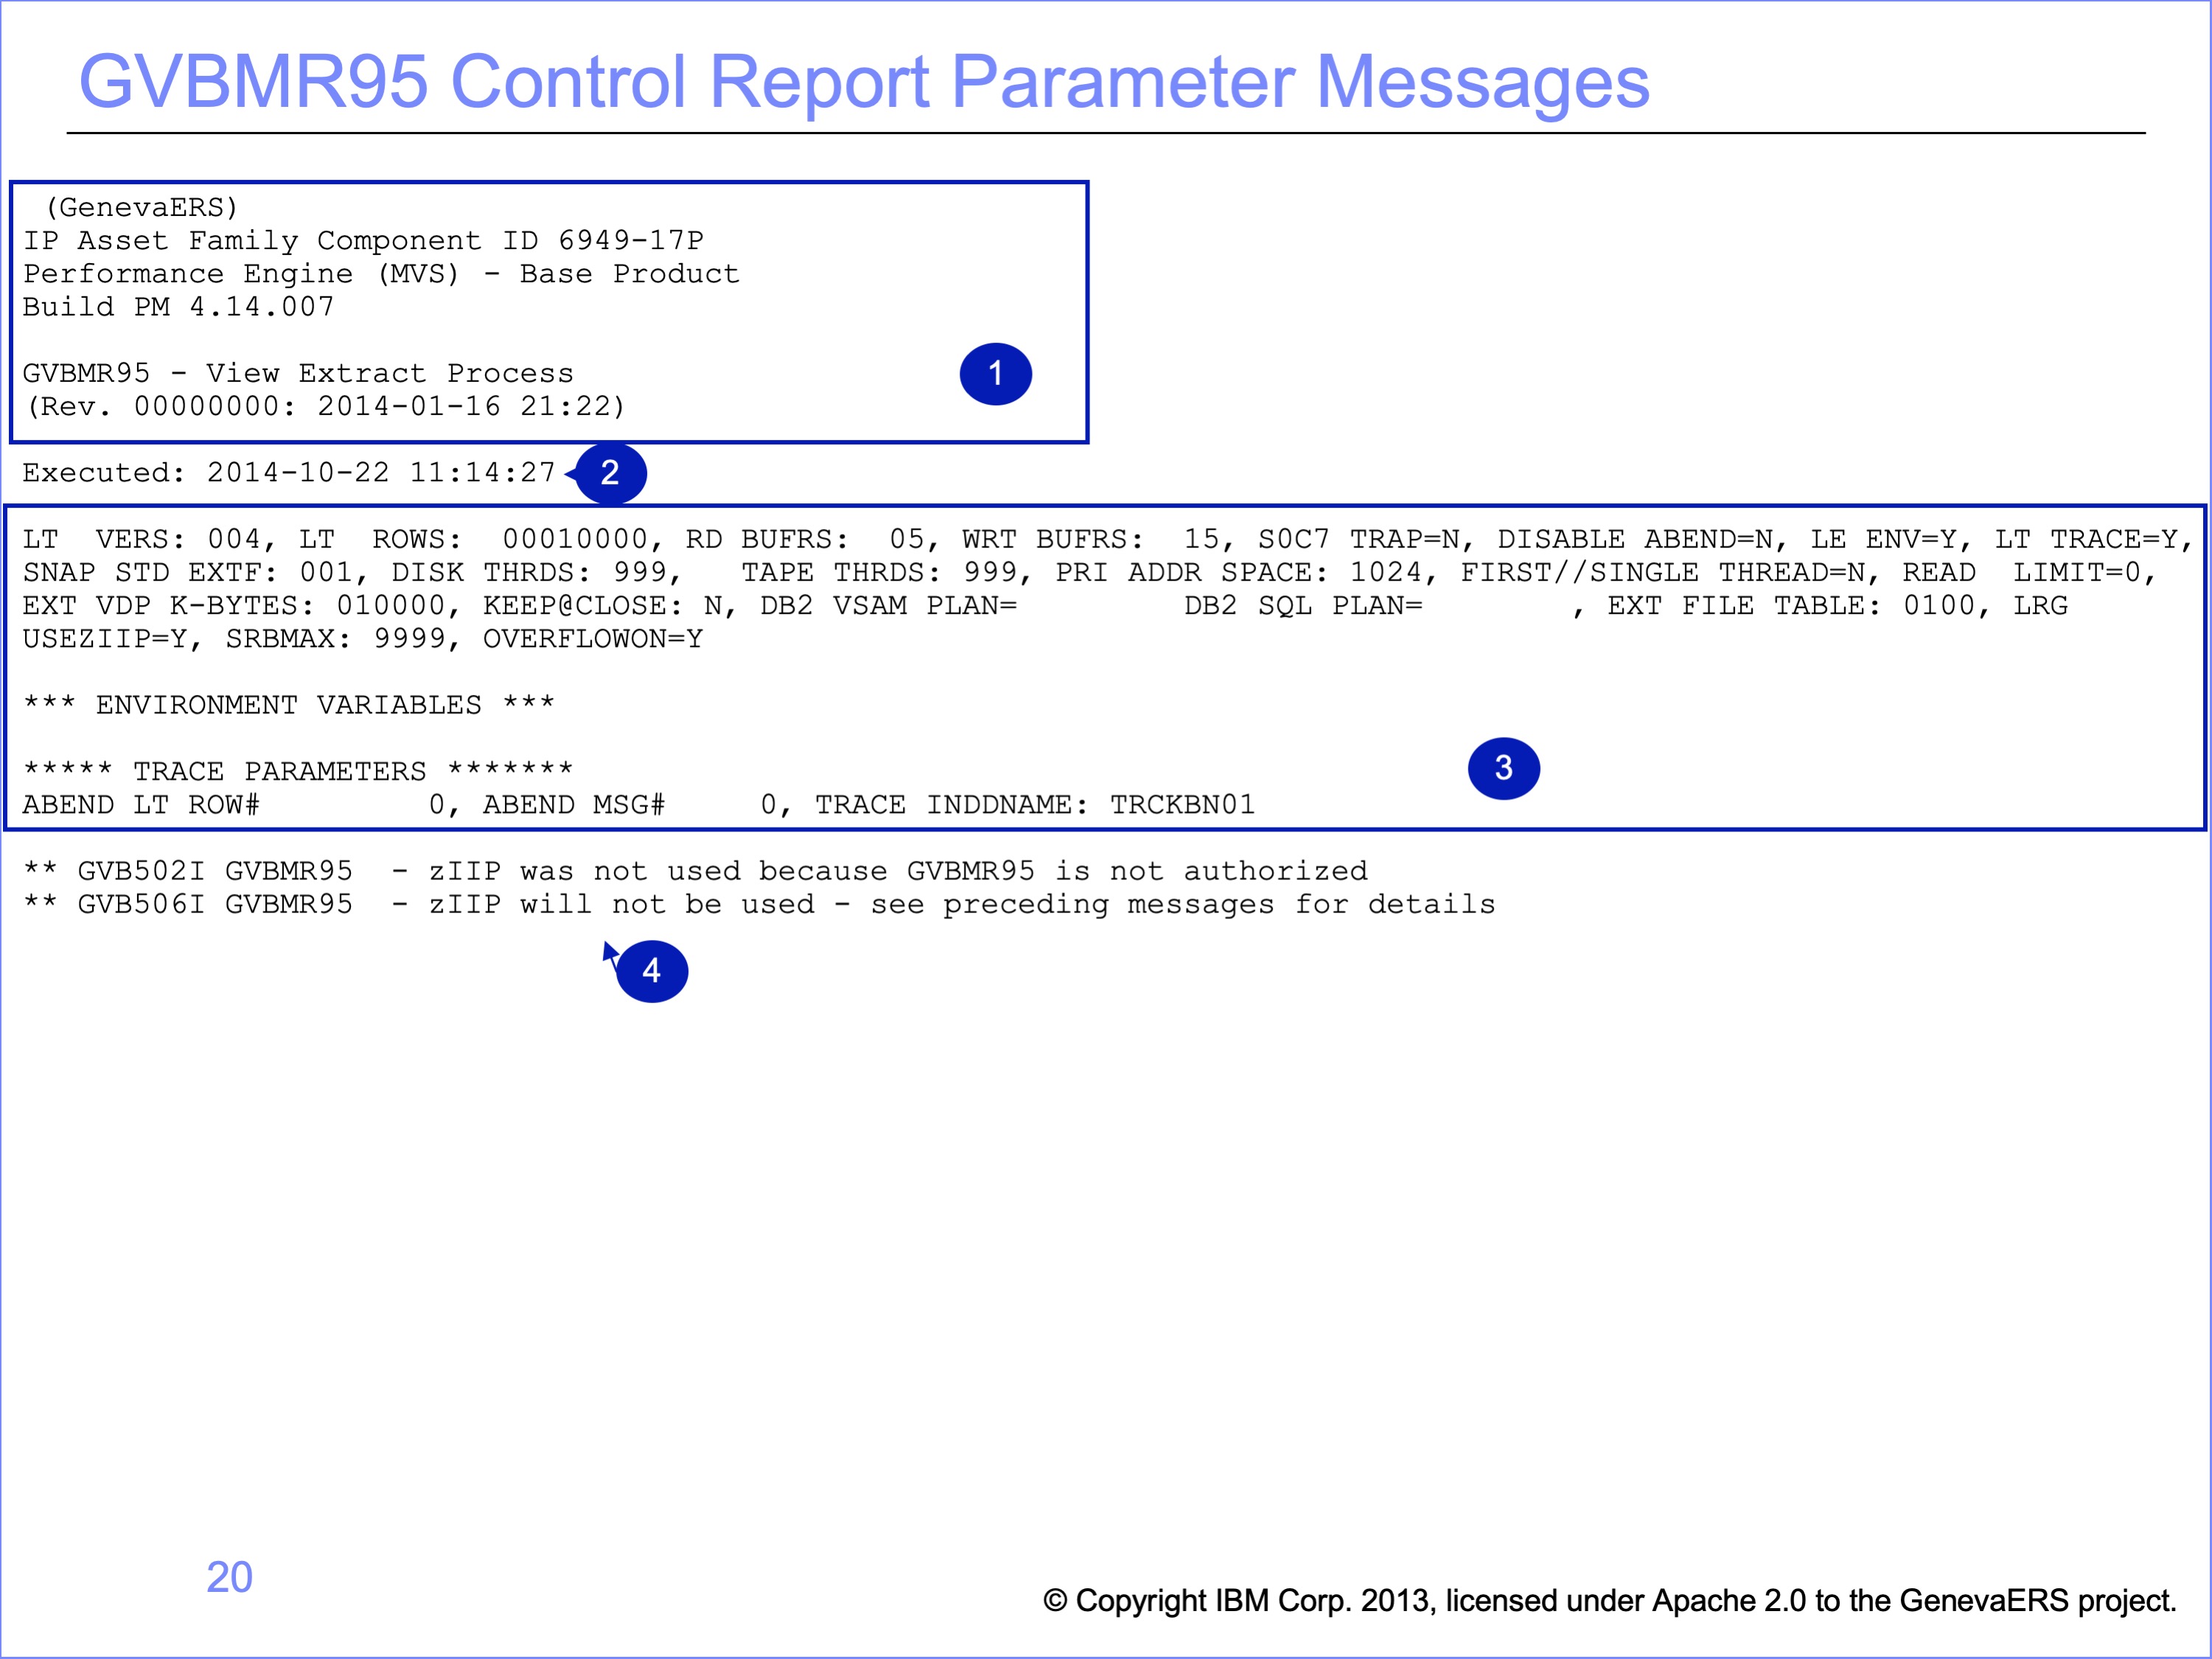 GVBMR95 Control Report Parameter Messages
(GenevaERS)
IP Asset Family Component ID 6949-17P
Performance Engine (MVS) - Base Product
Build PM 4.14.007
GVBMR95 - View Extract Process
1
(Rev. 00000000: 2014-01-16 21:22)
Executed: 2014-10-22 11:14:27
2
LT  VERS: 004, LT  ROWS:  00010000, RD BUFRS:  05, WRT BUFRS:  15, S0C7 TRAP=N, DISABLE ABEND=N, LE ENV=Y, LT TRACE=Y,
SNAP STD EXTF: 001, DISK THRDS: 999,   TAPE THRDS: 999, PRI ADDR SPACE: 1024, FIRST//SINGLE THREAD=N, READ  LIMIT=0,
EXT VDP K-BYTES: 010000, KEEP@CLOSE: N, DB2 VSAM PLAN=         DB2 SQL PLAN=        , EXT FILE TABLE: 0100, LRG
USEZIIP=Y, SRBMAX: 9999, OVERFLOWON=Y
*** ENVIRONMENT VARIABLES ***
***** TRACE PARAMETERS *******
3
ABEND LT ROW#         0, ABEND MSG#     0, TRACE INDDNAME: TRCKBN01
** GVB502I GVBMR95  - zIIP was not used because GVBMR95 is not authorized
** GVB506I GVBMR95  - zIIP will not be used - see preceding messages for details
4
20
© Copyright IBM Corp. 2013, licensed under Apache 2.0 to the GenevaERS project.